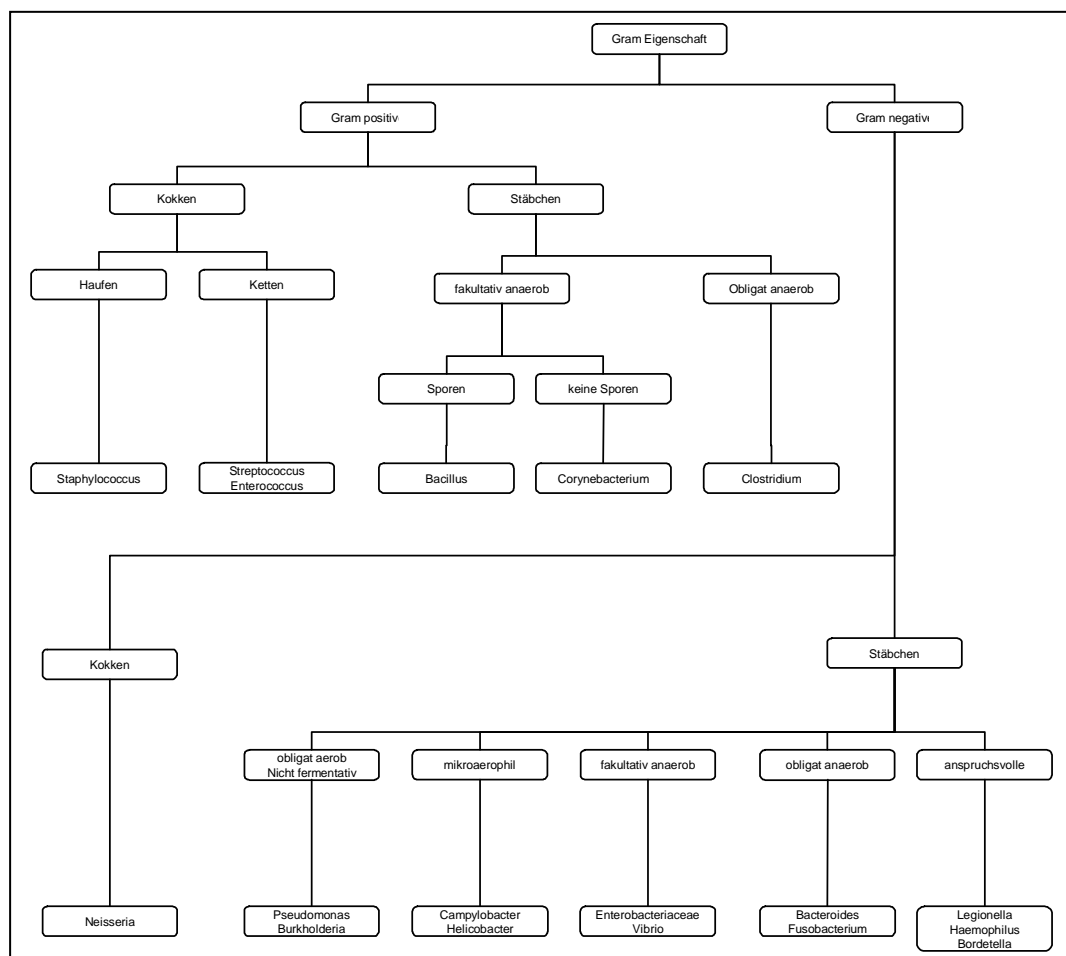 Gram Eigenschaft
Gram positive
Gram negative
Kokken
Stäbchen
Haufen
Ketten
fakultativ anaerob
Obligat anaerob
Sporen
keine Sporen
Staphylococcus
Streptococcus
Enterococcus
Bacillus
Corynebacterium
Clostridium
Kokken
Stäbchen
obligat aerob
Nicht fermentativ
mikroaerophil
fakultativ anaerob
obligat anaerob
anspruchsvolle
Neisseria
Pseudomonas
Burkholderia
Campylobacter
Helicobacter
Enterobacteriaceae
Vibrio
Bacteroides
Fusobacterium
Legionella
Haemophilus
Bordetella